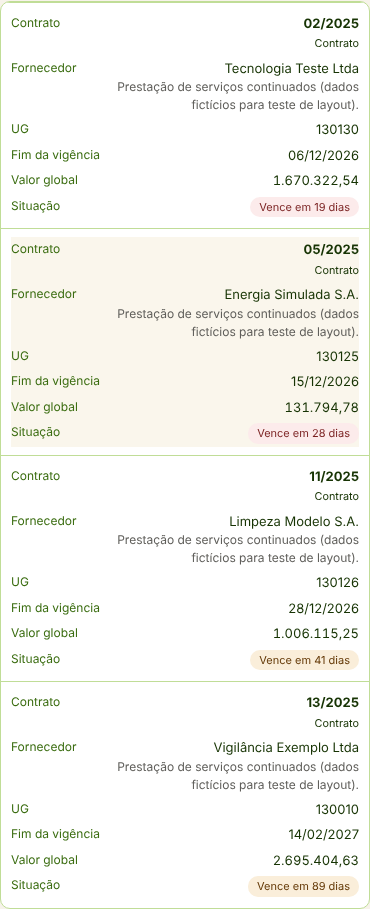 Contrato 02/2025
Contrato
Fornecedor Tecnologia Teste Ltda
Prestação de serviços continuados (dados
fictícios para teste de layout).
UG 130130
Fim da vigência 06/12/2026
Valor global 1.670.322,54
Situação Vence em 19 dias
Contrato 05/2025
Contrato
Fornecedor Energia Simulada S.A.
Prestação de serviços continuados (dados
fictícios para teste de layout).
UG 130125
Fim da vigência 15/12/2026
Valor global 131.794,78
Situação Vence em 28 dias
Contrato 11/2025
Contrato
Fornecedor Limpeza Modelo S.A.
Prestação de serviços continuados (dados
fictícios para teste de layout).
UG 130126
Fim da vigência 28/12/2026
Valor global 1.006.115,25
Situação Vence em 41 dias
Contrato 13/2025
Contrato
Fornecedor Vigilância Exemplo Ltda
Prestação de serviços continuados (dados
fictícios para teste de layout).
UG 130010
Fim da vigência 14/02/2027
Valor global 2.695.404,63
Situação Vence em 89 dias